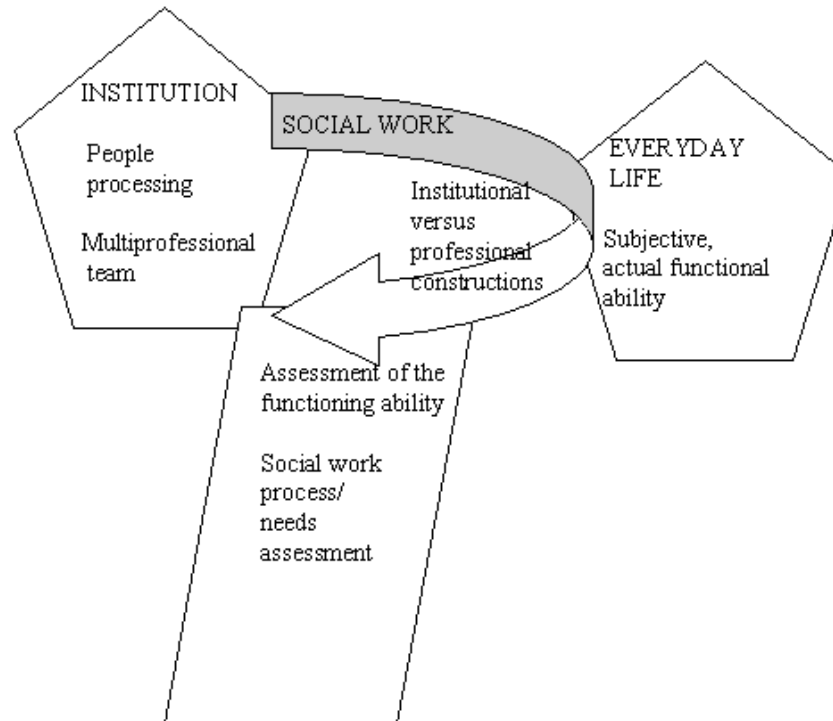 INSTITUTION
People
processing
Multiprofessional
team
SOCIAL WORK
Institutional
versus
professional
constructions
EVERYDAY
LIFE
Subjective,
actual functional
ability
Assessment of the
functioning ability
Social work
process/
needs
assessment